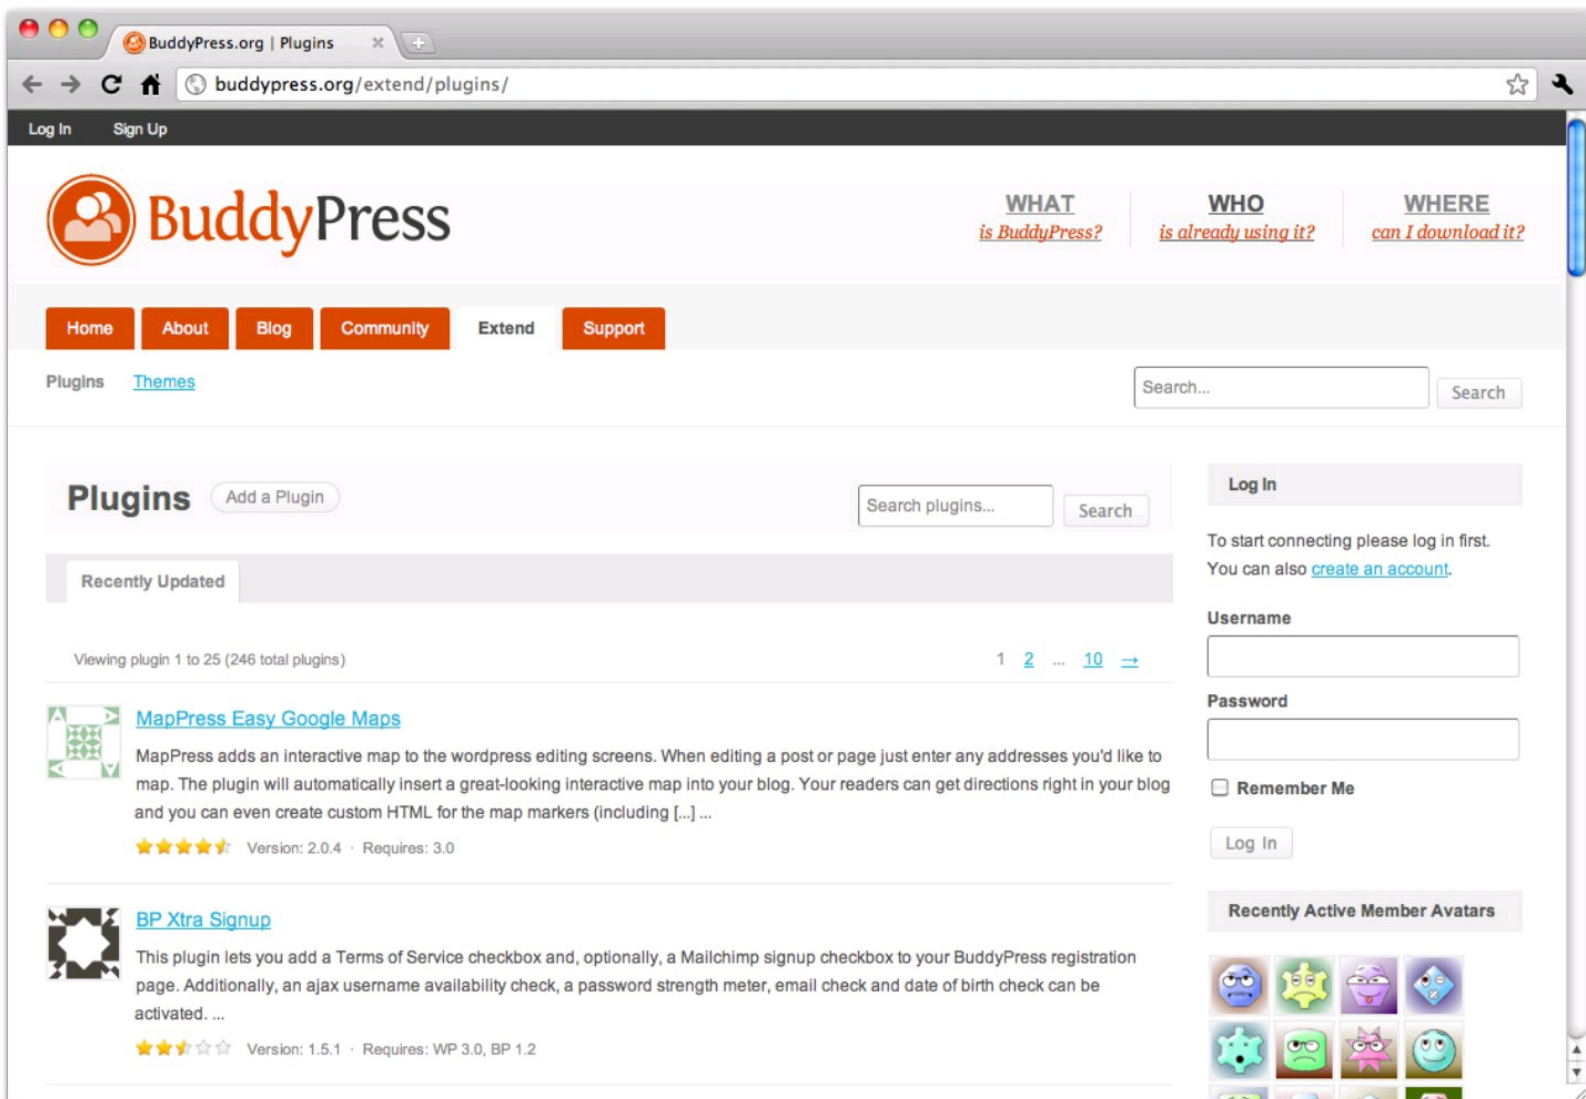 BuddyPress.org | Plugins
buddypress.org/extend/plugins/
Log In Sign Up
BuddyPress
WHAT
is BuddyPress?
WHO
is already using it?
WHERE
can I download it?
Home About Blog Community Extend Support
Plugins Themes
Search... Search
Plugins Add a Plugin
Search plugins... Search
Recently Updated
Viewing plugin 1 to 25 (246 total plugins)
1 2 ... 10 →
MapPress Easy Google Maps
MapPress adds an interactive map to the wordpress editing screens. When editing a post or page just enter any addresses you'd like to
map. The plugin will automatically insert a great-looking interactive map into your blog. Your readers can get directions right in your blog
and you can even create custom HTML for the map markers (including [...] ...
Version: 2.0.4 · Requires: 3.0
BP Xtra Signup
This plugin lets you add a Terms of Service checkbox and, optionally, a Mailchimp signup checkbox to your BuddyPress registration
page. Additionally, an ajax username availability check, a password strength meter, email check and date of birth check can be
activated. ...
Version: 1.5.1 · Requires: WP 3.0, BP 1.2
Log In
To start connecting please log in first.
You can also create an account.
Username
Password
Remember Me
Log In
Recently Active Member Avatars